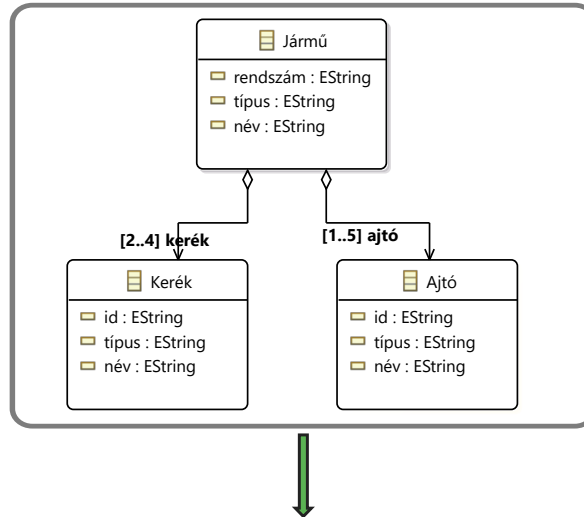 Jármű
rendszám : EString
típus : EString
név : EString
[2..4] kerék
[1..5] ajtó
Kerék
id : EString
típus : EString
név : EString
Ajtó
id : EString
típus : EString
név : EString